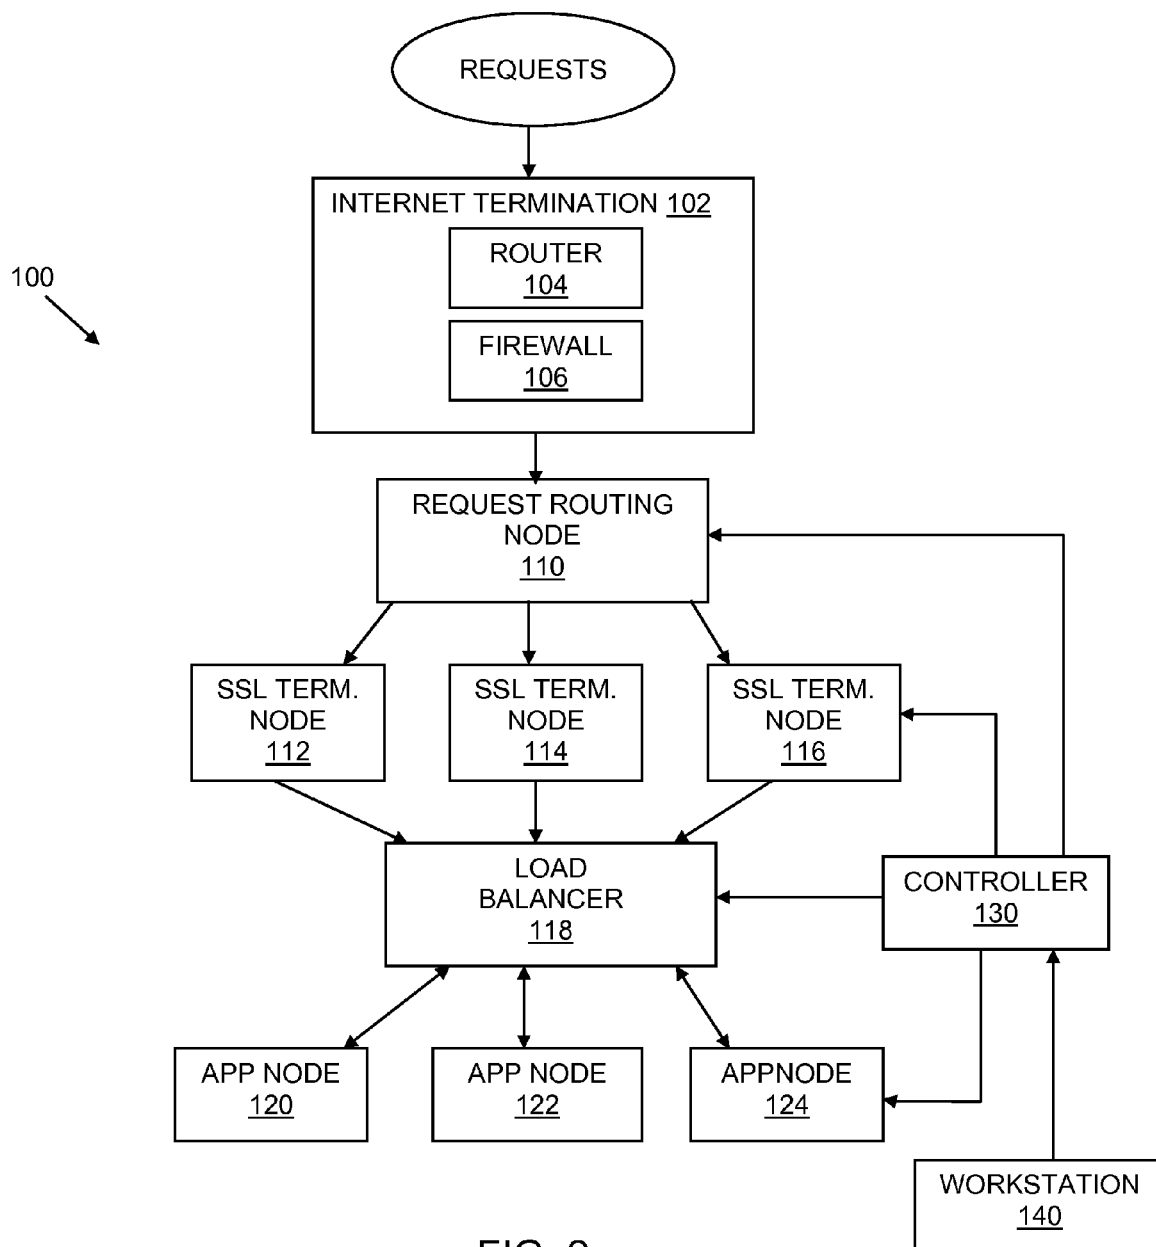 REQUESTS
INTERNET TERMINATION 102
ROUTER
104
100
FIREWALL
106
REQUEST ROUTING
NODE
110
SSL TERM.
NODE
112
SSL TERM.
NODE
114
SSL TERM.
NODE
116
LOAD
BALANCER
118
CONTROLLER
130
APP NODE
120
APP NODE
122
APPNODE
124
WORKSTATION
140